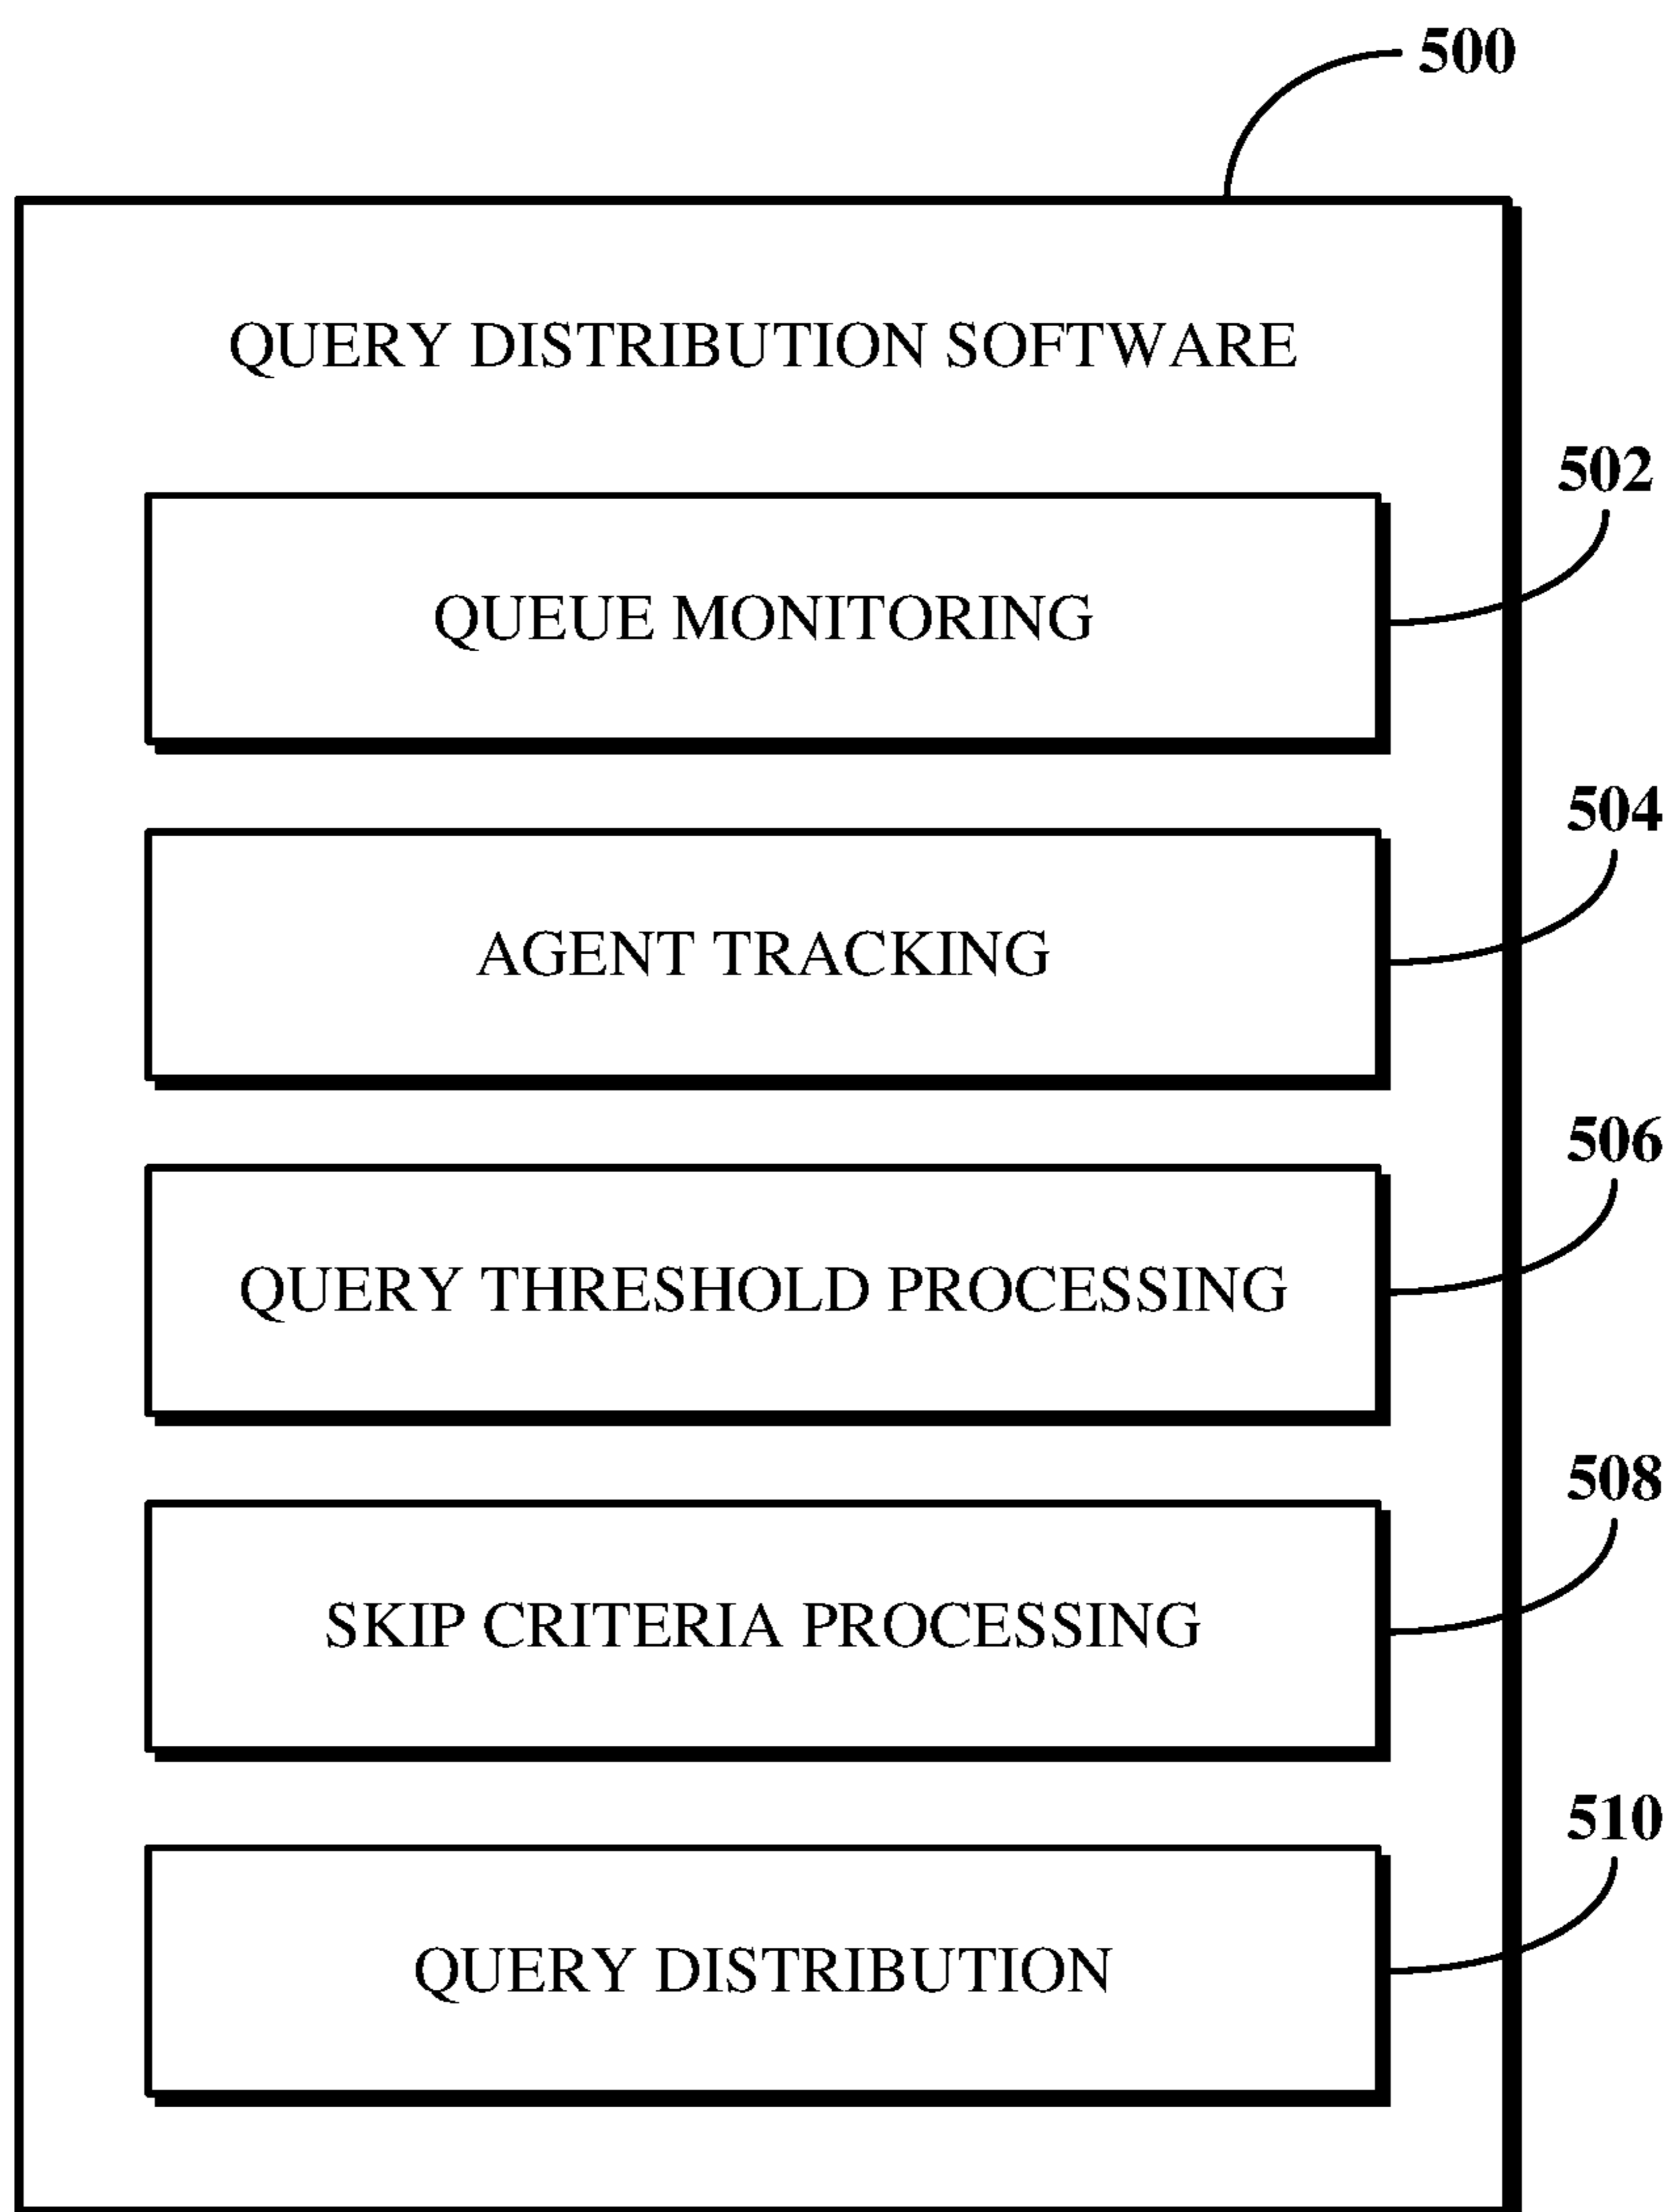 500
QUERY DISTRIBUTION SOFTWARE
502
QUEUE MONITORING
504
AGENT TRACKING
506
QUERY THRESHOLD PROCESSING
508
SKIP CRITERIA PROCESSING
510
QUERY DISTRIBUTION